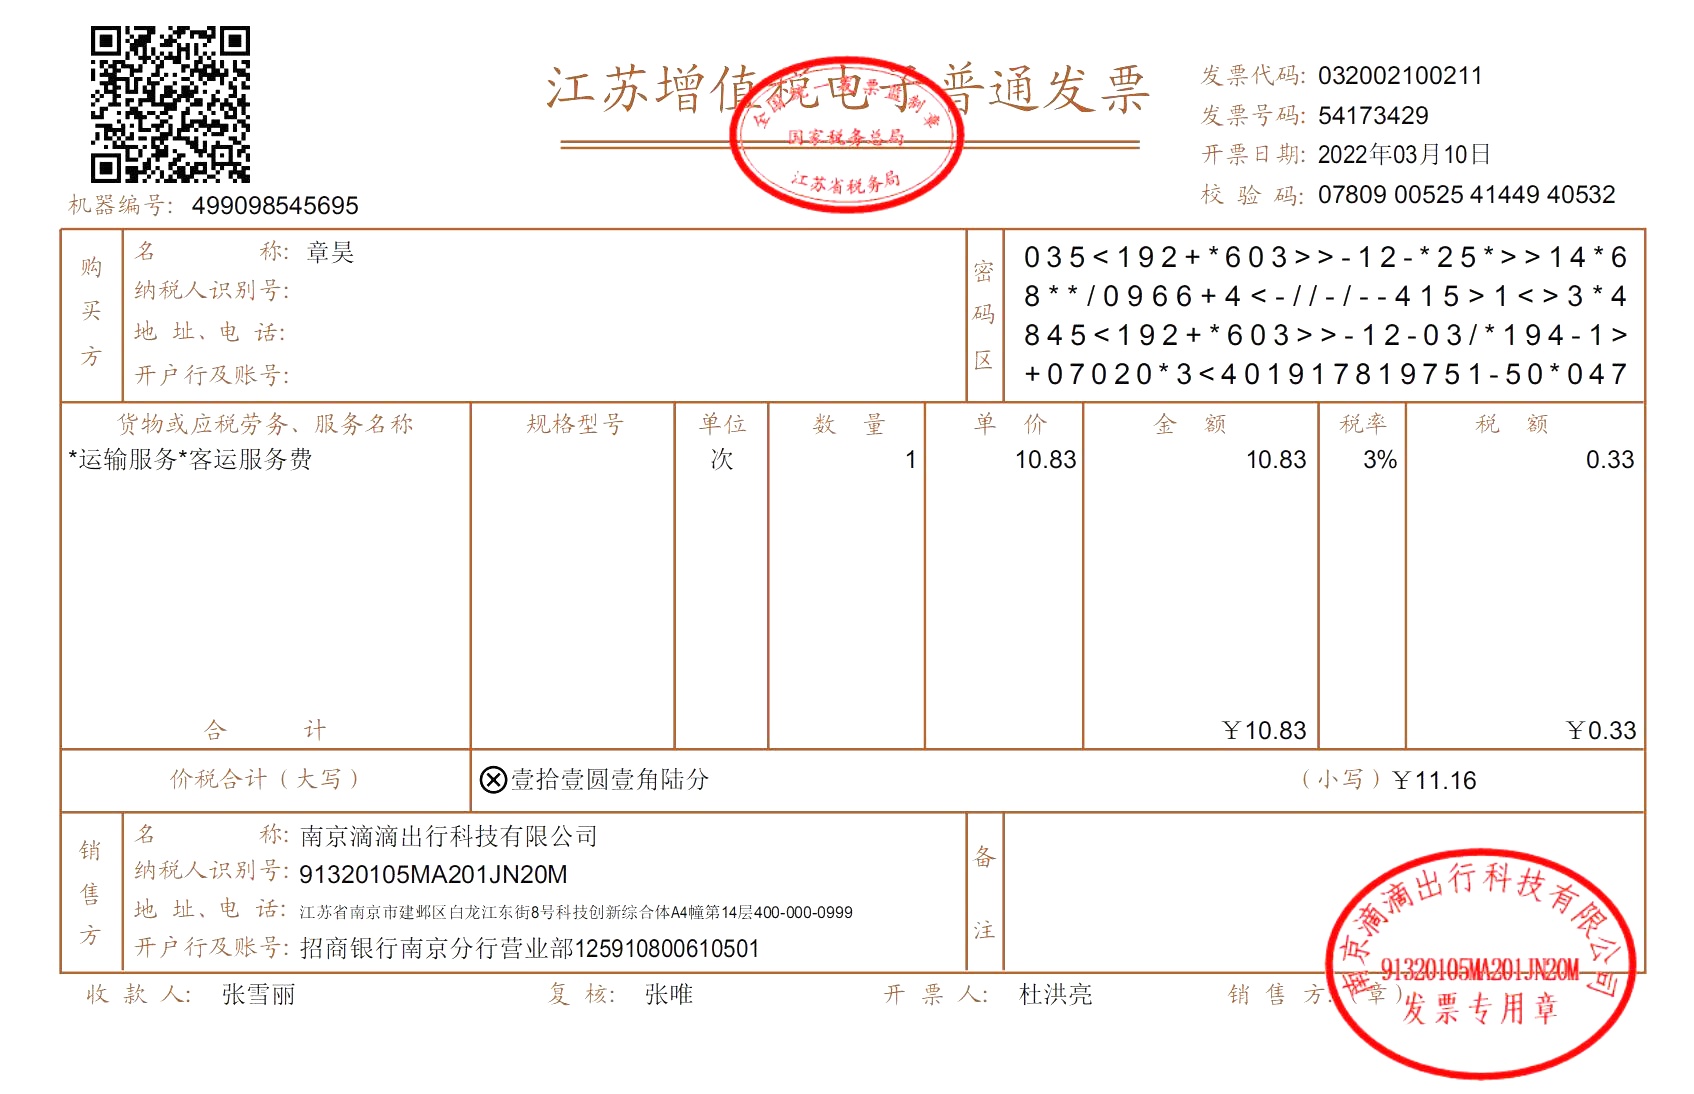 江苏增值税电子普通发票
全国统一发票监制章
国家税务总局
江苏省税务局
发票代码: 032002100211
发票号码: 54173429
开票日期: 2022年03月10日
校 验 码: 07809 00525 41449 40532
机器编号: 499098545695
购买方
名 称: 章昊
纳税人识别号:
地 址、电 话:
开户行及账号:
密码区
035<192+*603>>-12-*25*>>14*6
8**/0966+4<-//-/--415>1<>3*4
845<192+*603>>-12-03/*194-1>
+07020*3<401917819751-50*047
货物或应税劳务、服务名称 规格型号 单位 数 量 单 价 金 额 税率 税 额
*运输服务*客运服务费 次 1 10.83 10.83 3% 0.33
合 计 ￥10.83 ￥0.33
价税合计（大写） ⊗壹拾壹圆壹角陆分 （小写）￥11.16
销售方
名 称: 南京滴滴出行科技有限公司
纳税人识别号: 91320105MA201JN20M
地 址、电 话: 江苏省南京市建邺区白龙江东街8号科技创新综合体A4幢第14层400-000-0999
开户行及账号: 招商银行南京分行营业部125910800610501
备注
收 款 人: 张雪丽 复 核: 张唯 开 票 人: 杜洪亮 销 售 方:（章）
南京滴滴出行科技有限公司
91320105MA201JN20M
发票专用章